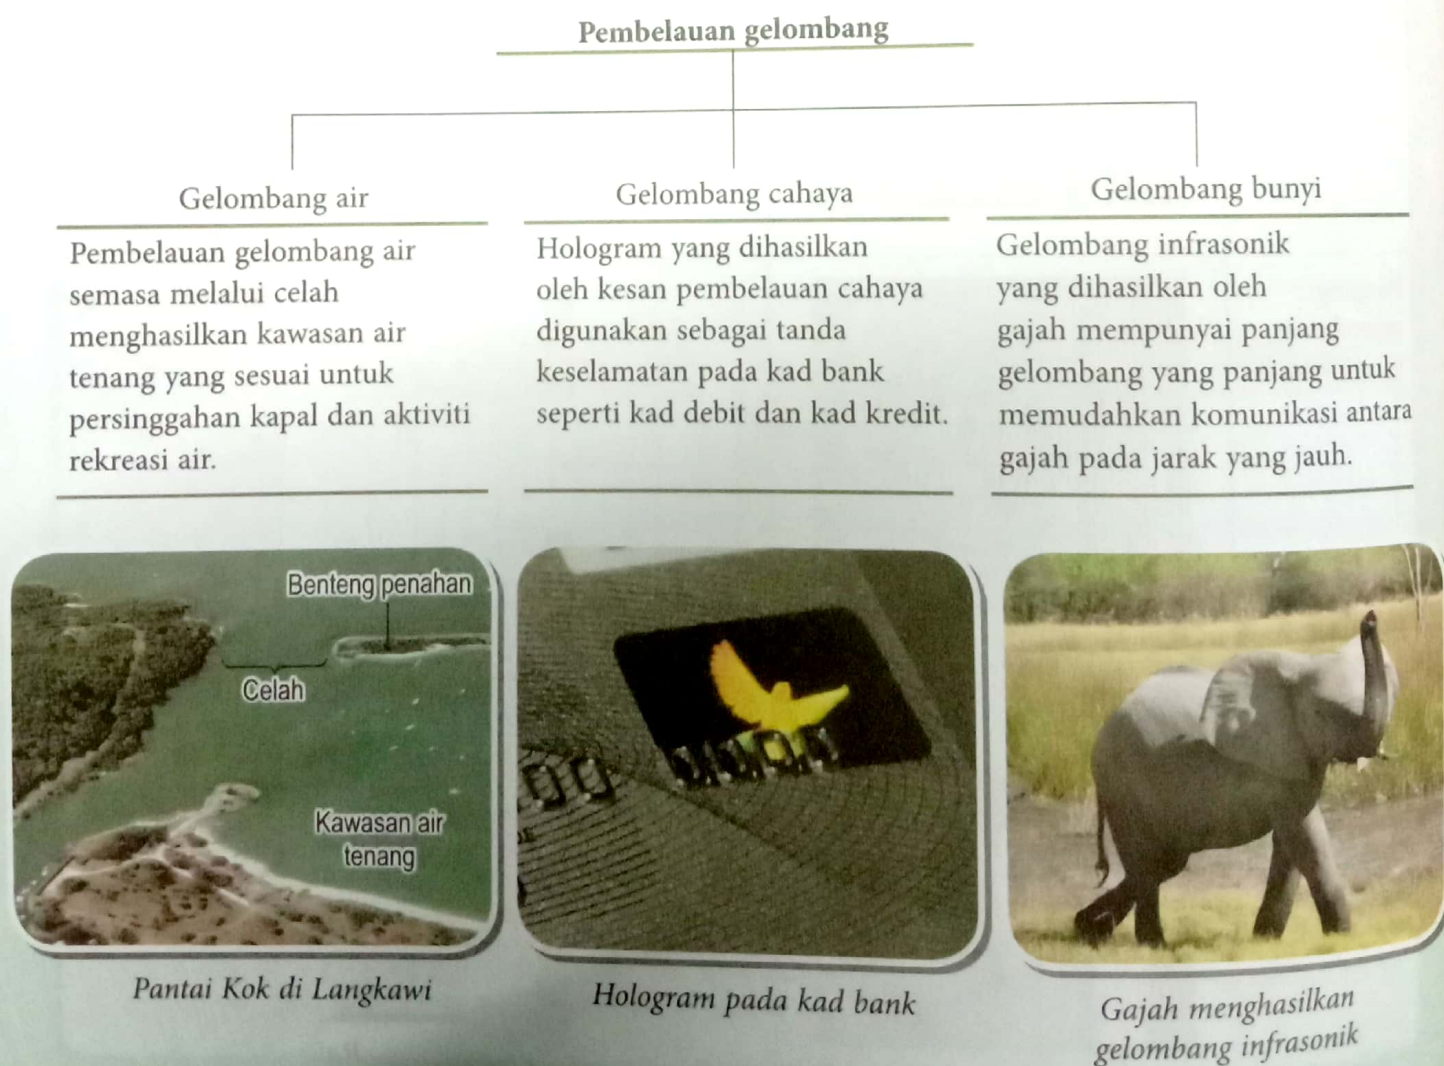 Pembelauan gelombang
Gelombang air
Pembelauan gelombang air
semasa melalui celah
menghasilkan kawasan air
tenang yang sesuai untuk
persinggahan kapal dan aktiviti
rekreasi air.
Gelombang cahaya
Hologram yang dihasilkan
oleh kesan pembelauan cahaya
digunakan sebagai tanda
keselamatan pada kad bank
seperti kad debit dan kad kredit.
Gelombang bunyi
Gelombang infrasonik
yang dihasilkan oleh
gajah mempunyai panjang
gelombang yang panjang untuk
memudahkan komunikasi antara
gajah pada jarak yang jauh.
Benteng penahan
Celah
Kawasan air
tenang
Pantai Kok di Langkawi
Hologram pada kad bank
Gajah menghasilkan
gelombang infrasonik